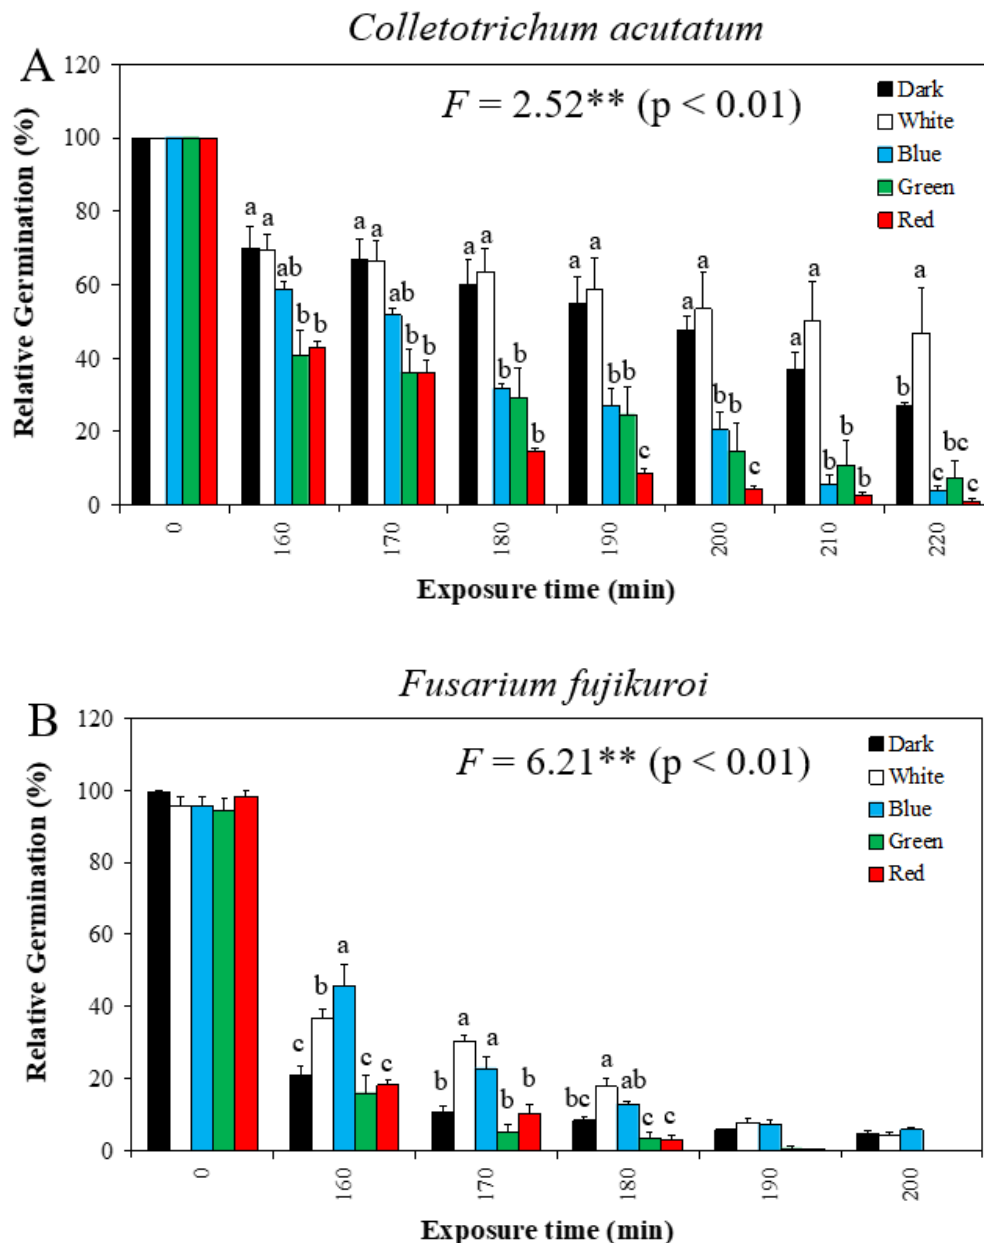 Colletotrichum acutatum
A
120
F = 2.52** (p < 0.01)
Dark
White
Blue
Green
Red
100
80
60
40
20
0
Relative Germination (%)
a a ab b b
a a ab b b
a a b b b
a a b b c
a a b b c
a a b b b
b a c bc c
0 160 170 180 190 200 210 220
Exposure time (min)
Fusarium fujikuroi
B
120
F = 6.21** (p < 0.01)
Dark
White
Blue
Green
Red
100
80
60
40
20
0
Relative Germination (%)
c b a c c
b a a b b
bc a ab c c
0 160 170 180 190 200
Exposure time (min)